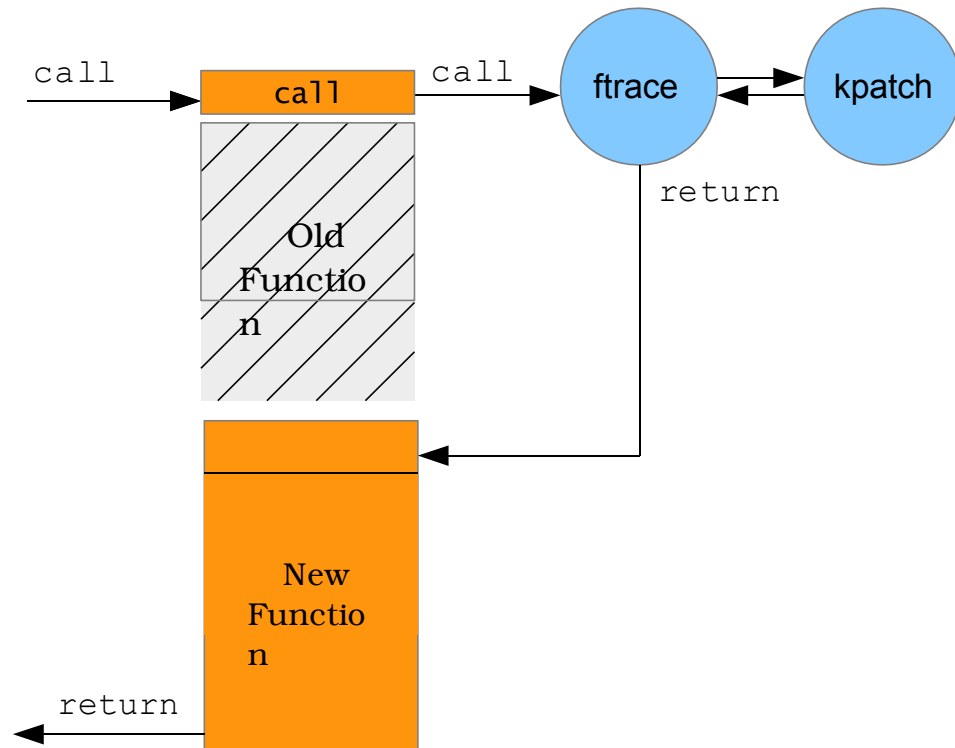 call
call
call
ftrace
kpatch
return
Old
Functio
n
New
Functio
n
return